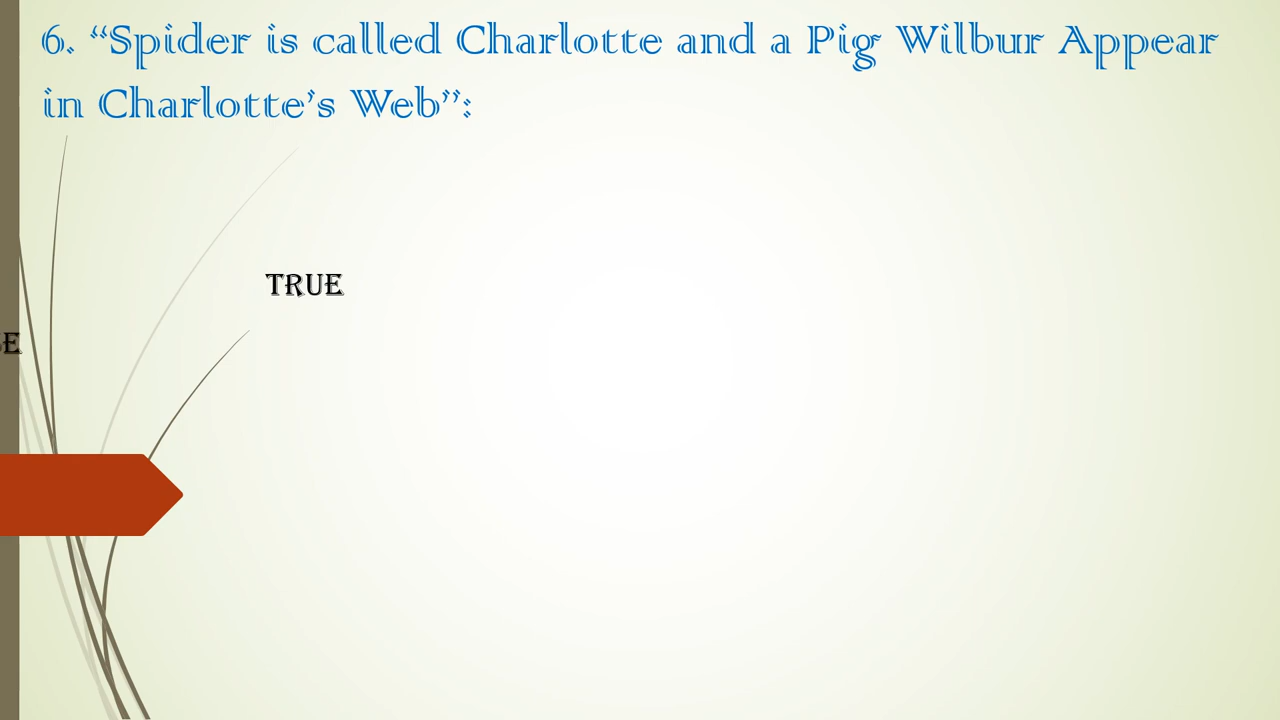 6. “Spider is called Charlotte and a Pig Wilbur Appear
in Charlotte’s Web”:
TRUE
E